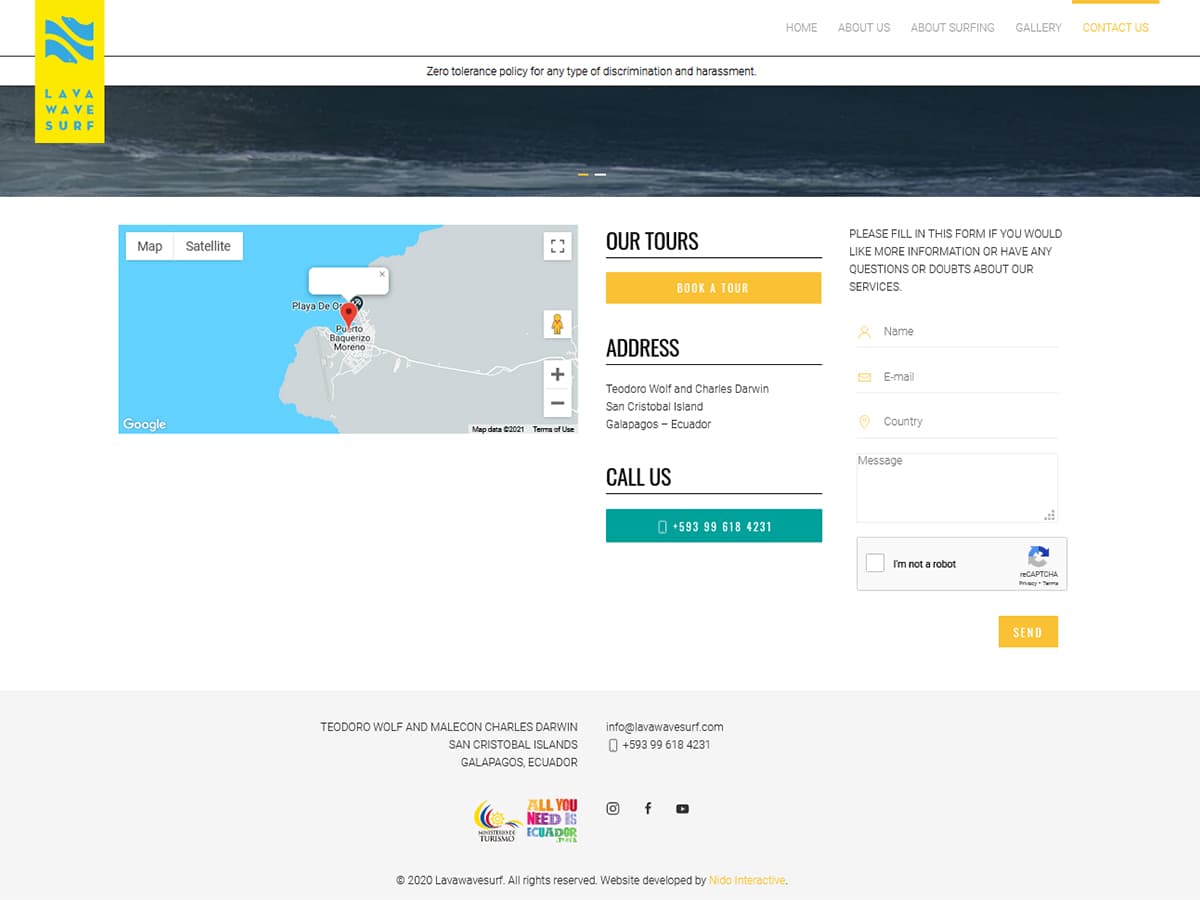 LAVA
WAVE
SURF
HOME ABOUT US ABOUT SURFING GALLERY CONTACT US
Zero tolerance policy for any type of discrimination and harassment.
Map Satellite
Playa De Or
Puerto
Baquerizo
Moreno
Google
Map data ©2021 Terms of Use
OUR TOURS
BOOK A TOUR
ADDRESS
Teodoro Wolf and Charles Darwin
San Cristobal Island
Galapagos – Ecuador
CALL US
+593 99 618 4231
PLEASE FILL IN THIS FORM IF YOU WOULD
LIKE MORE INFORMATION OR HAVE ANY
QUESTIONS OR DOUBTS ABOUT OUR
SERVICES.
Name
E-mail
Country
Message
I'm not a robot
reCAPTCHA
Privacy • Terms
SEND
TEODORO WOLF AND MALECON CHARLES DARWIN
SAN CRISTOBAL ISLANDS
GALAPAGOS, ECUADOR
info@lavawavesurf.com
+593 99 618 4231
MINISTERIO DE
TURISMO
ALL YOU
NEED IS
ECUADOR
© 2020 Lavawavesurf. All rights reserved. Website developed by Nido Interactive.